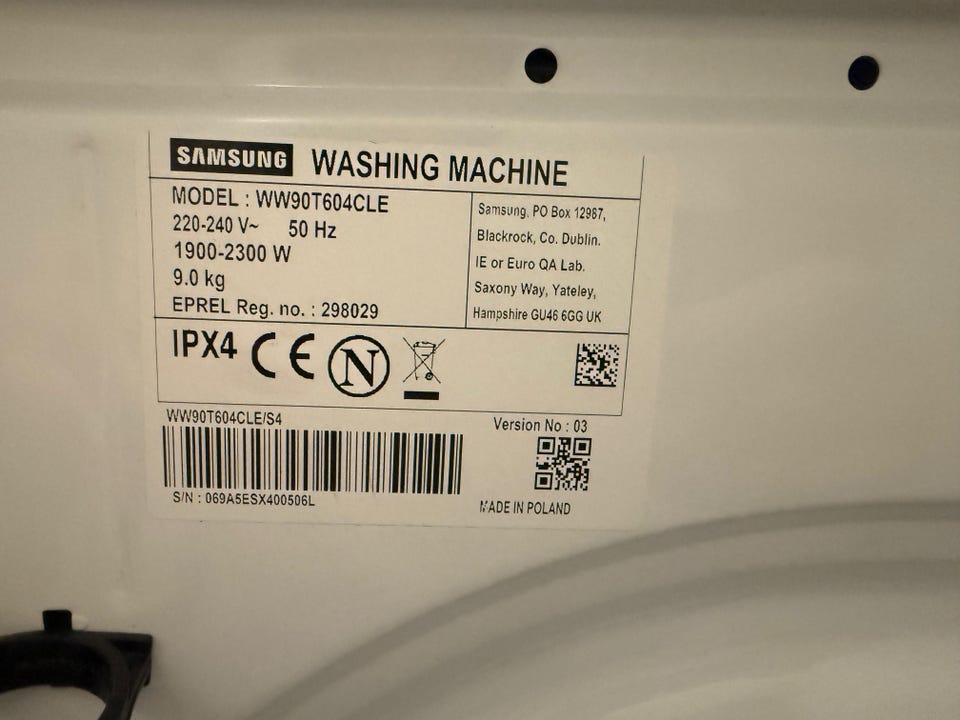 SAMSUNG WASHING MACHINE
MODEL : WW90T604CLE
220-240 V~ 50 Hz
1900-2300 W
9.0 kg
EPREL Reg. no. : 298029
Samsung, PO Box 12987,
Blackrock, Co. Dublin.
IE or Euro QA Lab.
Saxony Way, Yateley,
Hampshire GU46 6GG UK
IPX4 CE N
WW90T604CLE/S4
Version No : 03
S/N : 069A5ESX400506L
MADE IN POLAND